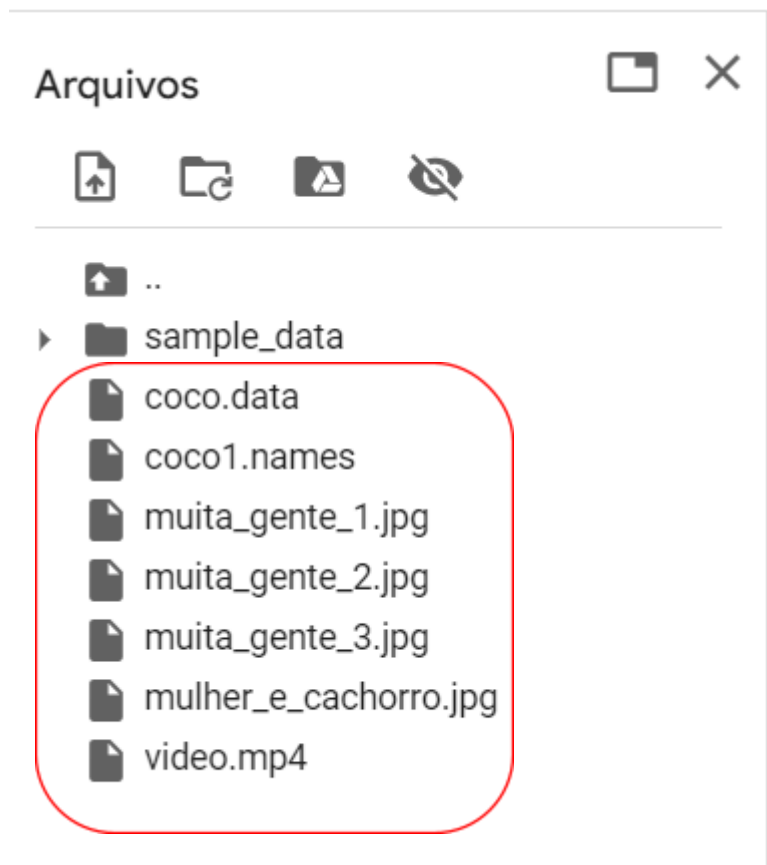 Arquivos
..
sample_data
coco.data
coco1.names
muita_gente_1.jpg
muita_gente_2.jpg
muita_gente_3.jpg
mulher_e_cachorro.jpg
video.mp4